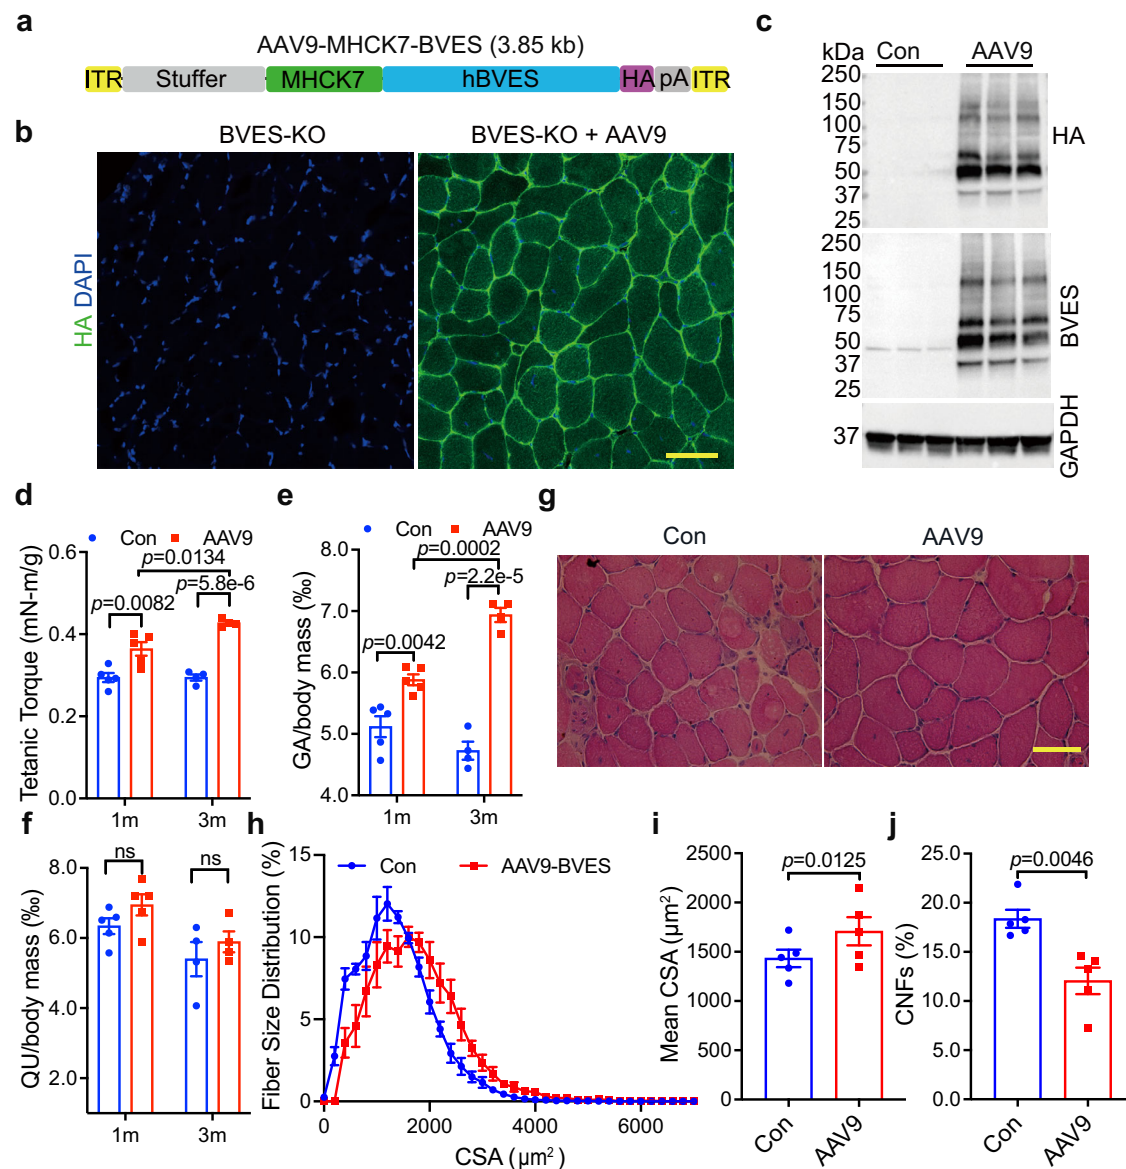 a
AAV9-MHCK7-BVES (3.85 kb)
ITR Stuffer MHCK7 hBVES HA pA ITR
b
BVES-KO
BVES-KO + AAV9
HA DAPI
c
kDa
Con
AAV9
250
150
100
75
50
37
25
HA
250
150
100
75
50
37
25
BVES
37
GAPDH
d
Con
AAV9
Tetanic Torque (mN-m/g)
0.6
0.4
0.2
0.0
p=0.0134
p=5.8e-6
p=0.0082
1m
3m
e
Con
AAV9
GA/body mass (‰)
8.0
7.0
6.0
5.0
4.0
p=0.0002
p=2.2e-5
p=0.0042
1m
3m
g
Con
AAV9
f
QU/body mass (‰)
8.0
6.0
4.0
2.0
ns
ns
1m
3m
h
Fiber Size Distribution (%)
15
10
5
0
Con
AAV9-BVES
0
2000
4000
6000
CSA (µm²)
i
Mean CSA (µm²)
2500
2000
1500
1000
500
0
p=0.0125
Con
AAV9
j
CNFs (%)
25.0
20.0
15.0
10.0
5.0
0.0
p=0.0046
Con
AAV9